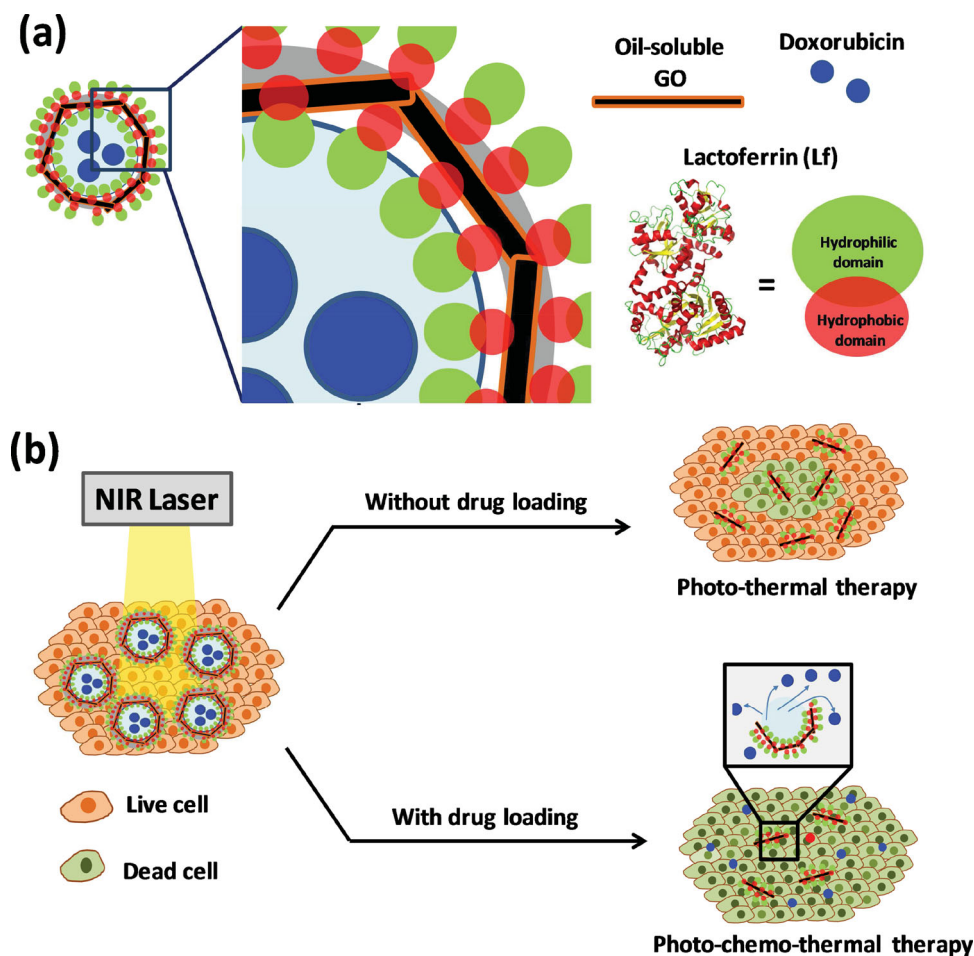 (a)
Oil-soluble
GO
Doxorubicin
Lactoferrin (Lf)
=
Hydrophilic
domain
Hydrophobic
domain
(b)
NIR Laser
Without drug loading
Photo-thermal therapy
Live cell
Dead cell
With drug loading
Photo-chemo-thermal therapy